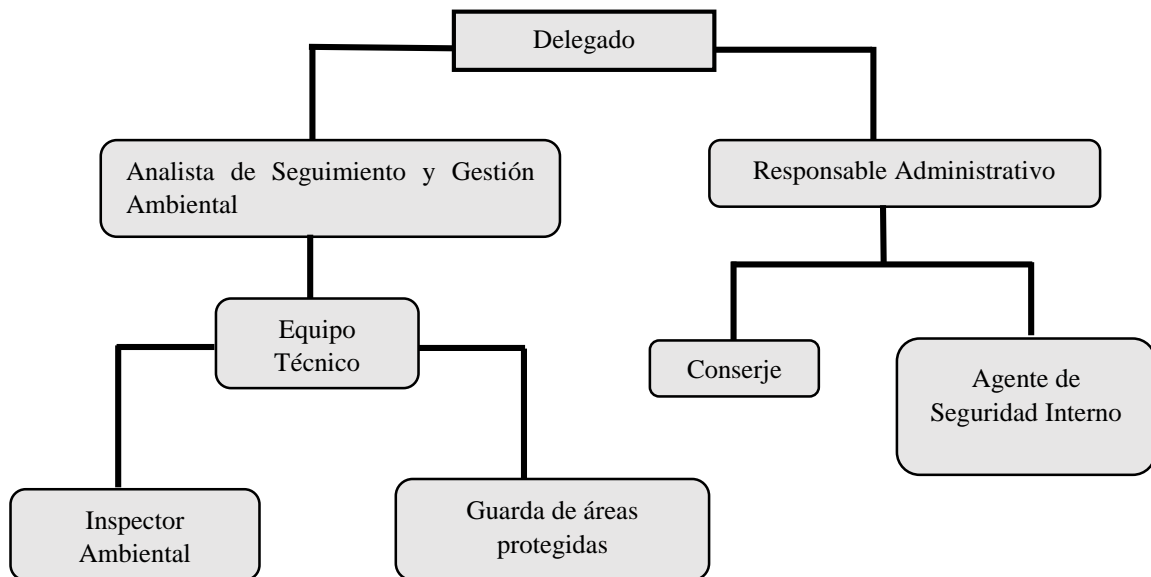 Delegado
Analista de Seguimiento y Gestión
Ambiental
Responsable Administrativo
Equipo
Técnico
Conserje
Agente de
Seguridad Interno
Inspector
Ambiental
Guarda de áreas
protegidas